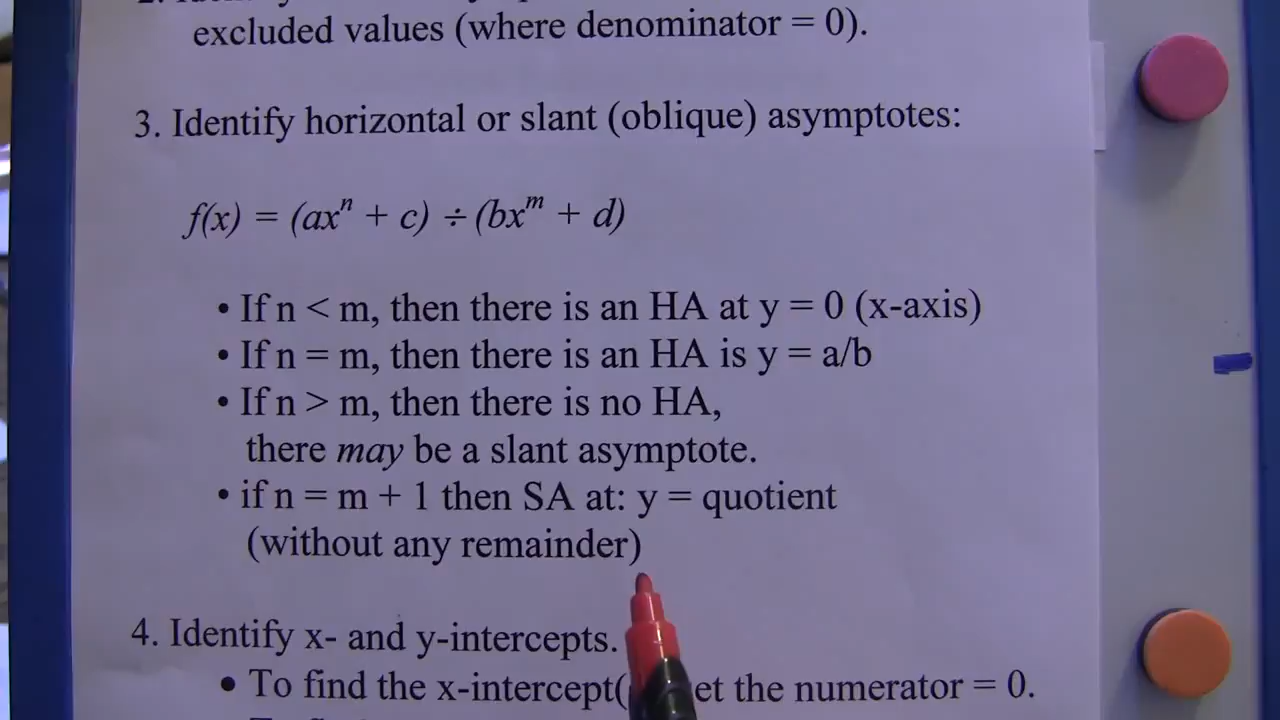 excluded values (where denominator = 0).
3. Identify horizontal or slant (oblique) asymptotes:
f(x) = (axⁿ + c) ÷ (bxᵐ + d)
• If n < m, then there is an HA at y = 0 (x-axis)
• If n = m, then there is an HA is y = a/b
• If n > m, then there is no HA,
there may be a slant asymptote.
• if n = m + 1 then SA at: y = quotient
(without any remainder)
4. Identify x- and y-intercepts.
• To find the x-intercept( the numerator = 0.